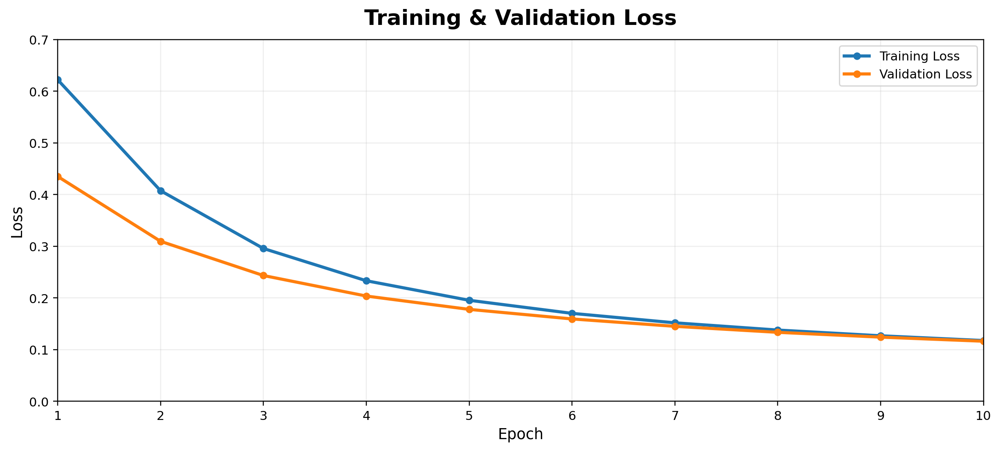 Training & Validation Loss
0.7
0.6
0.5
0.4
0.3
0.2
0.1
0.0
Loss
Training Loss
Validation Loss
1 2 3 4 5 6 7 8 9 10
Epoch